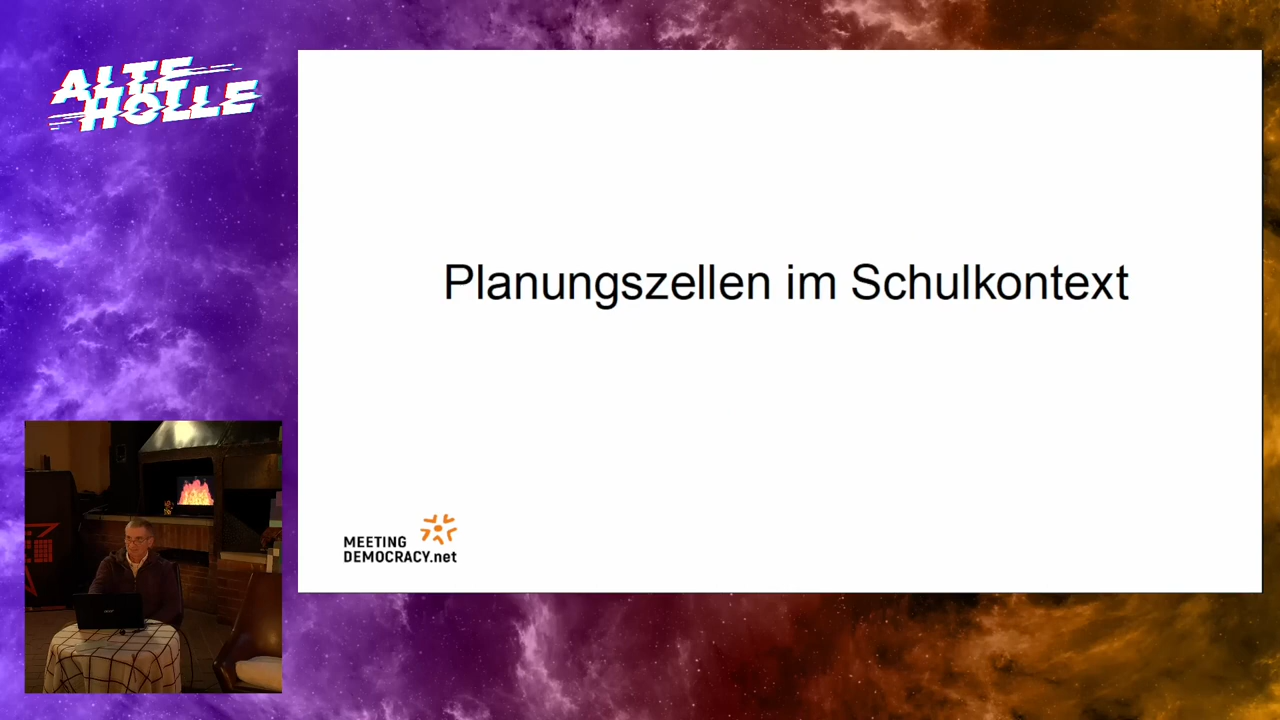 ALTE
HÖLLE
Planungszellen im Schulkontext
MEETING
DEMOCRACY.net